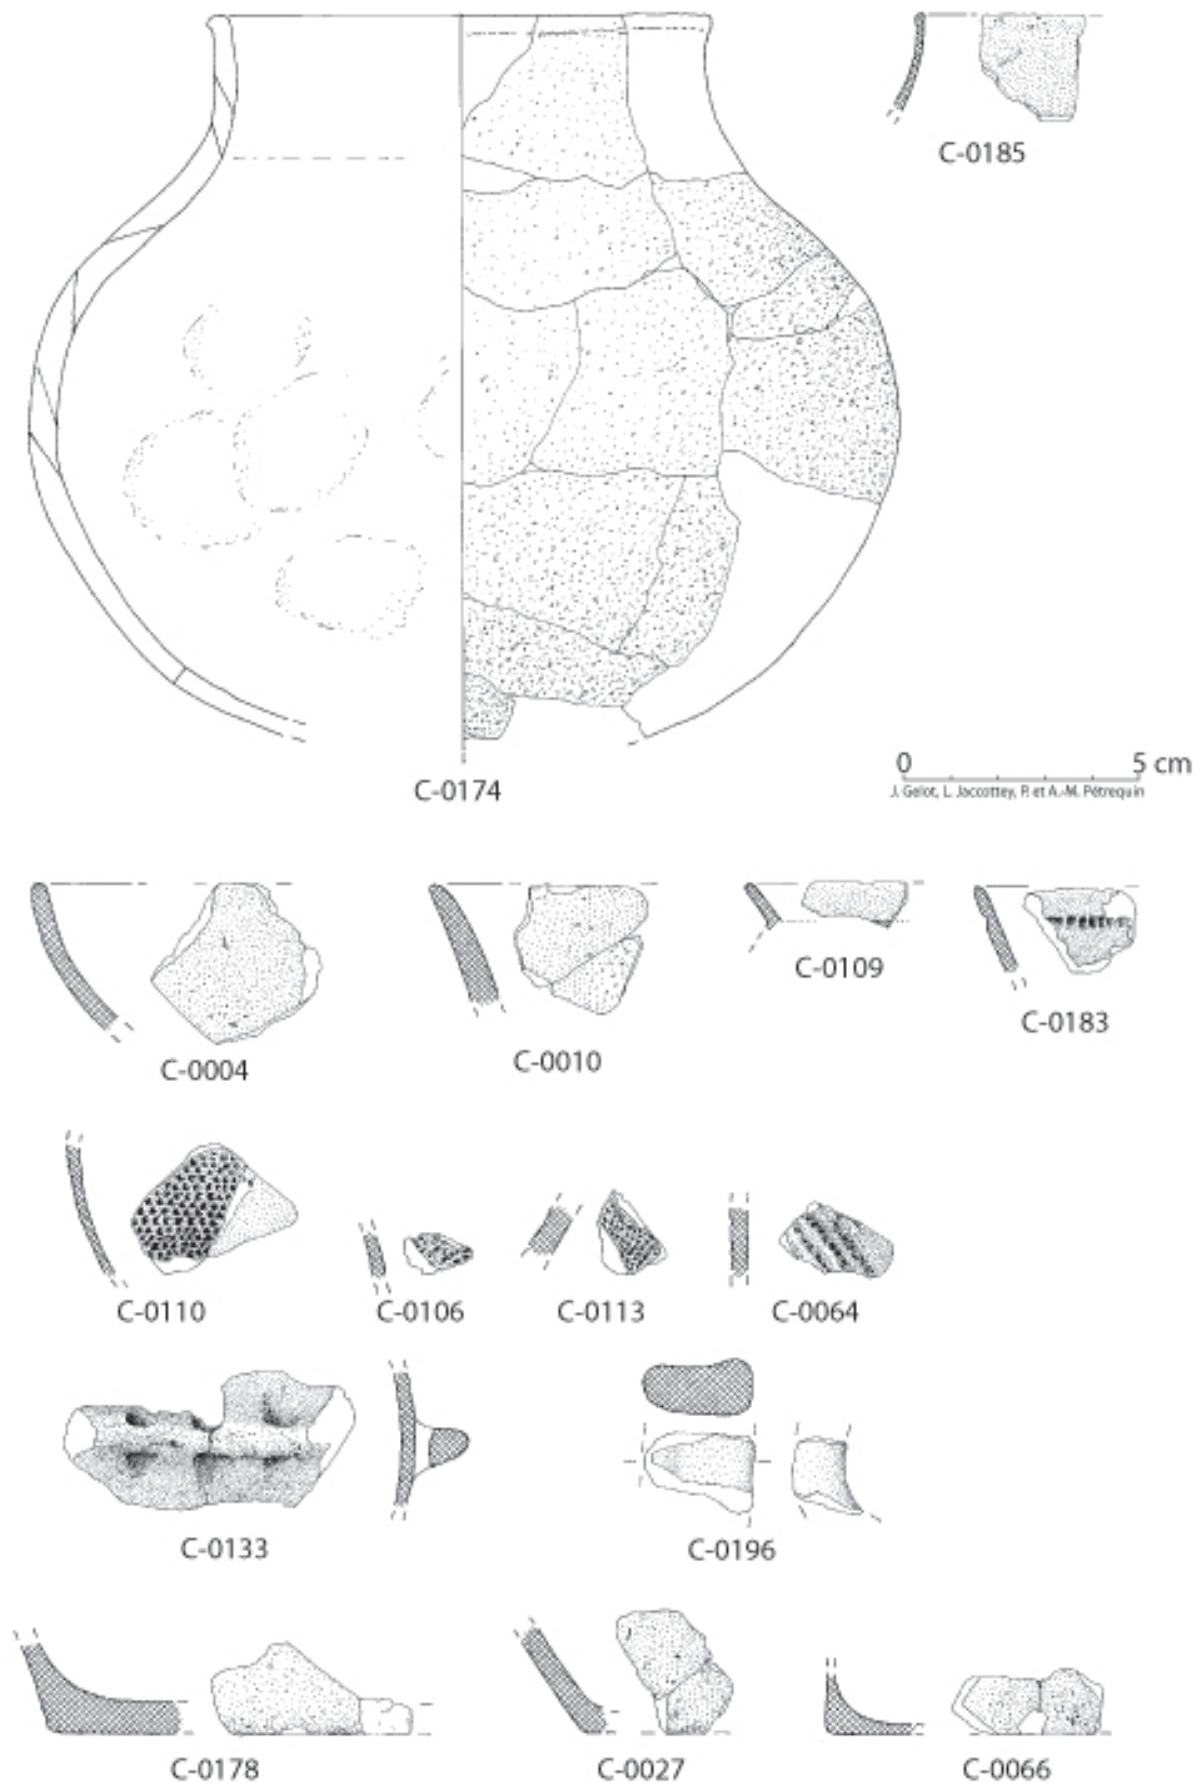 C-0185
C-0174
0 5 cm
J. Gelot, L. Jaccottey, P. et A.-M. Pétrequin
C-0004
C-0010
C-0109
C-0183
C-0110
C-0106
C-0113
C-0064
C-0133
C-0196
C-0178
C-0027
C-0066